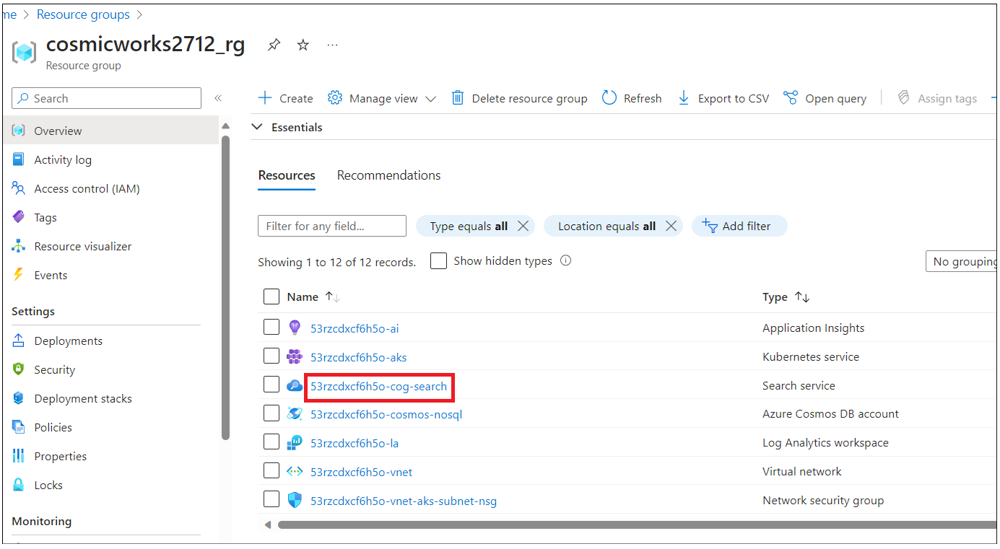 me > Resource groups >
cosmicworks2712_rg
Resource group
Search
Create Manage view Delete resource group Refresh Export to CSV Open query Assign tags
Overview
Activity log
Access control (IAM)
Tags
Resource visualizer
Events
Settings
Deployments
Security
Deployment stacks
Policies
Properties
Locks
Monitoring
Essentials
Resources Recommendations
Filter for any field... Type equals all Location equals all Add filter
Showing 1 to 12 of 12 records. Show hidden types
No grouping
Name Type
53rzcdxcf6h5o-ai Application Insights
53rzcdxcf6h5o-aks Kubernetes service
53rzcdxcf6h5o-cog-search Search service
53rzcdxcf6h5o-cosmos-nosql Azure Cosmos DB account
53rzcdxcf6h5o-la Log Analytics workspace
53rzcdxcf6h5o-vnet Virtual network
53rzcdxcf6h5o-vnet-aks-subnet-nsg Network security group